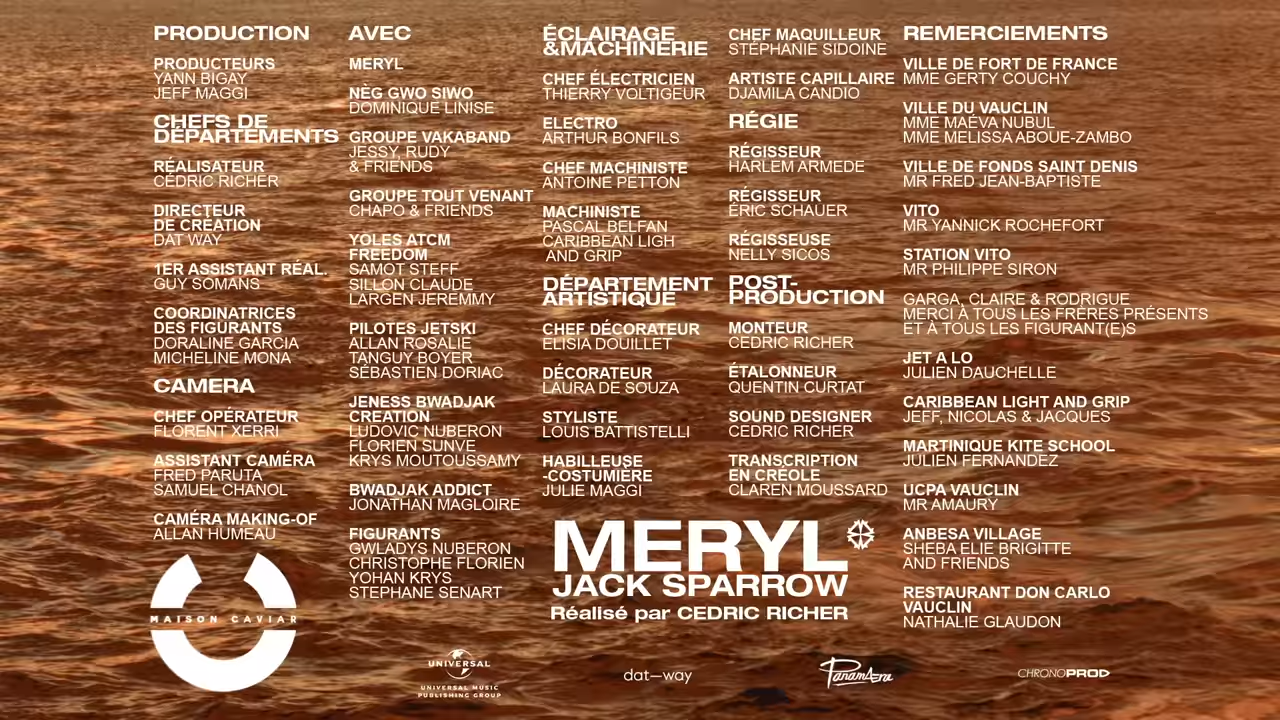 PRODUCTION
PRODUCTEURS
YANN BIGAY
JEFF MAGGI
CHEFS DE
DÉPARTEMENTS
RÉALISATEUR
CÉDRIC RICHER
DIRECTEUR
DE CRÉATION
DAT WAY
1ER ASSISTANT RÉAL.
GUY SOMANS
COORDINATRICES
DES FIGURANTS
DORALINE GARCIA
MICHELINE MONA
CAMERA
CHEF OPÉRATEUR
FLORENT XERRI
ASSISTANT CAMÉRA
FRED PARUTA
SAMUEL CHANOL
CAMÉRA MAKING-OF
ALLAN HUMEAU
MAISON CAVIAR
AVEC
MERYL
NÈG GWO SIWO
DOMINIQUE LINISE
GROUPE VAKABAND
JESSY, RUDY
& FRIENDS
GROUPE TOUT VENANT
CHAPO & FRIENDS
YOLES ATCM
FREEDOM
SAMOT STEFF
SILLON CLAUDE
LARGEN JEREMMY
PILOTES JETSKI
ALLAN ROSALIE
TANGUY BOYER
SÉBASTIEN DORIAC
JENESS BWADJAK
CREATION
LUDOVIC NUBERON
FLORIEN SUNVE
KRYS MOUTOUSSAMY
BWADJAK ADDICT
JONATHAN MAGLOIRE
FIGURANTS
GWLADYS NUBERON
CHRISTOPHE FLORIEN
YOHAN KRYS
STEPHANE SENART
ÉCLAIRAGE
&MACHINERIE
CHEF ÉLECTRICIEN
THIERRY VOLTIGEUR
ELECTRO
ARTHUR BONFILS
CHEF MACHINISTE
ANTOINE PETTON
MACHINISTE
PASCAL BELFAN
CARIBBEAN LIGH
AND GRIP
DÉPARTEMENT
ARTISTIQUE
CHEF DÉCORATEUR
ELISIA DOUILLET
DÉCORATEUR
LAURA DE SOUZA
STYLISTE
LOUIS BATTISTELLI
HABILLEUSE
-COSTUMIÈRE
JULIE MAGGI
CHEF MAQUILLEUR
STÉPHANIE SIDOINE
ARTISTE CAPILLAIRE
DJAMILA CANDIO
RÉGIE
RÉGISSEUR
HARLEM ARMEDE
RÉGISSEUR
ÉRIC SCHAUER
RÉGISSEUSE
NELLY SICOS
POST-
PRODUCTION
MONTEUR
CEDRIC RICHER
ÉTALONNEUR
QUENTIN CURTAT
SOUND DESIGNER
CEDRIC RICHER
TRANSCRIPTION
EN CRÉOLE
CLAREN MOUSSARD
REMERCIEMENTS
VILLE DE FORT DE FRANCE
MME GERTY COUCHY
VILLE DU VAUCLIN
MME MAÉVA NUBUL
MME MELISSA ABOUE-ZAMBO
VILLE DE FONDS SAINT DENIS
MR FRED JEAN-BAPTISTE
VITO
MR YANNICK ROCHEFORT
STATION VITO
MR PHILIPPE SIRON
GARGA, CLAIRE & RODRIGUE
MERCI À TOUS LES FRÈRES PRÉSENTS
ET À TOUS LES FIGURANT(E)S
JET A LO
JULIEN DAUCHELLE
CARIBBEAN LIGHT AND GRIP
JEFF, NICOLAS & JACQUES
MARTINIQUE KITE SCHOOL
JULIEN FERNANDEZ
UCPA VAUCLIN
MR AMAURY
ANBESA VILLAGE
SHEBA ELIE BRIGITTE
AND FRIENDS
RESTAURANT DON CARLO
VAUCLIN
NATHALIE GLAUDON
MERYL
JACK SPARROW
Réalisé par CEDRIC RICHER
UNIVERSAL
UNIVERSAL MUSIC
PUBLISHING GROUP
dat—way
Panamæra
CHRONOPROD